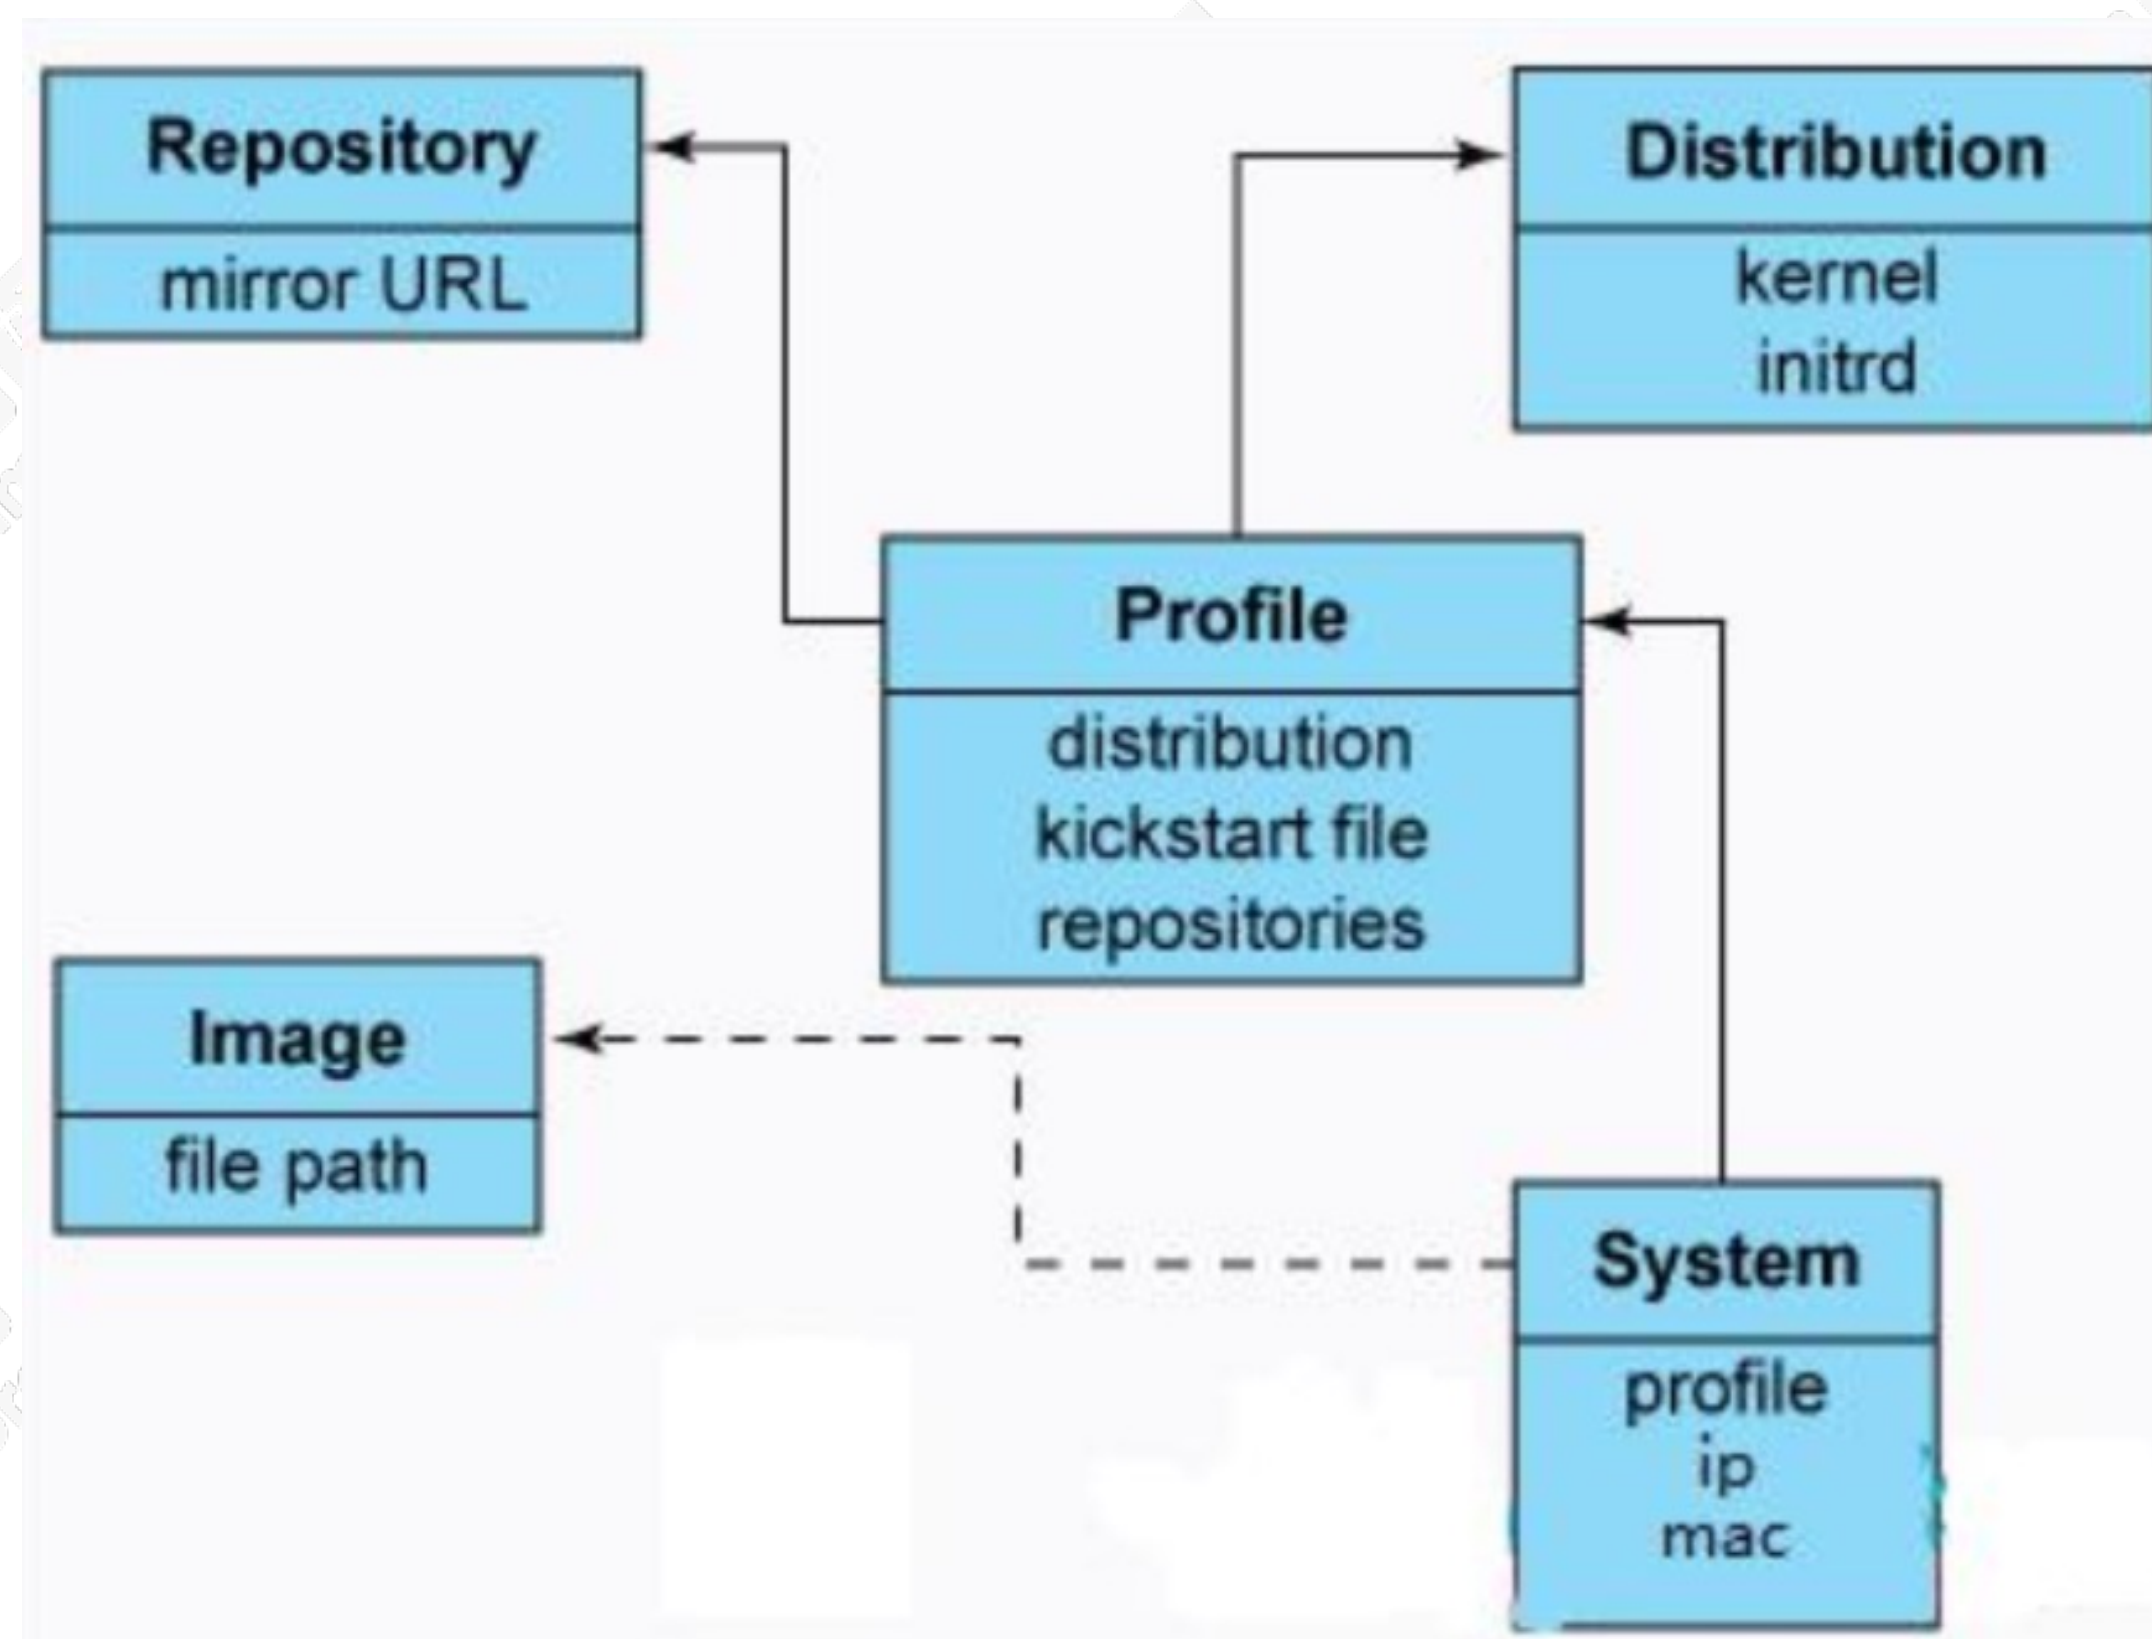 Repository
mirror URL
Distribution
kernel
initrd
Profile
distribution
kickstart file
repositories
Image
file path
System
profile
ip
mac